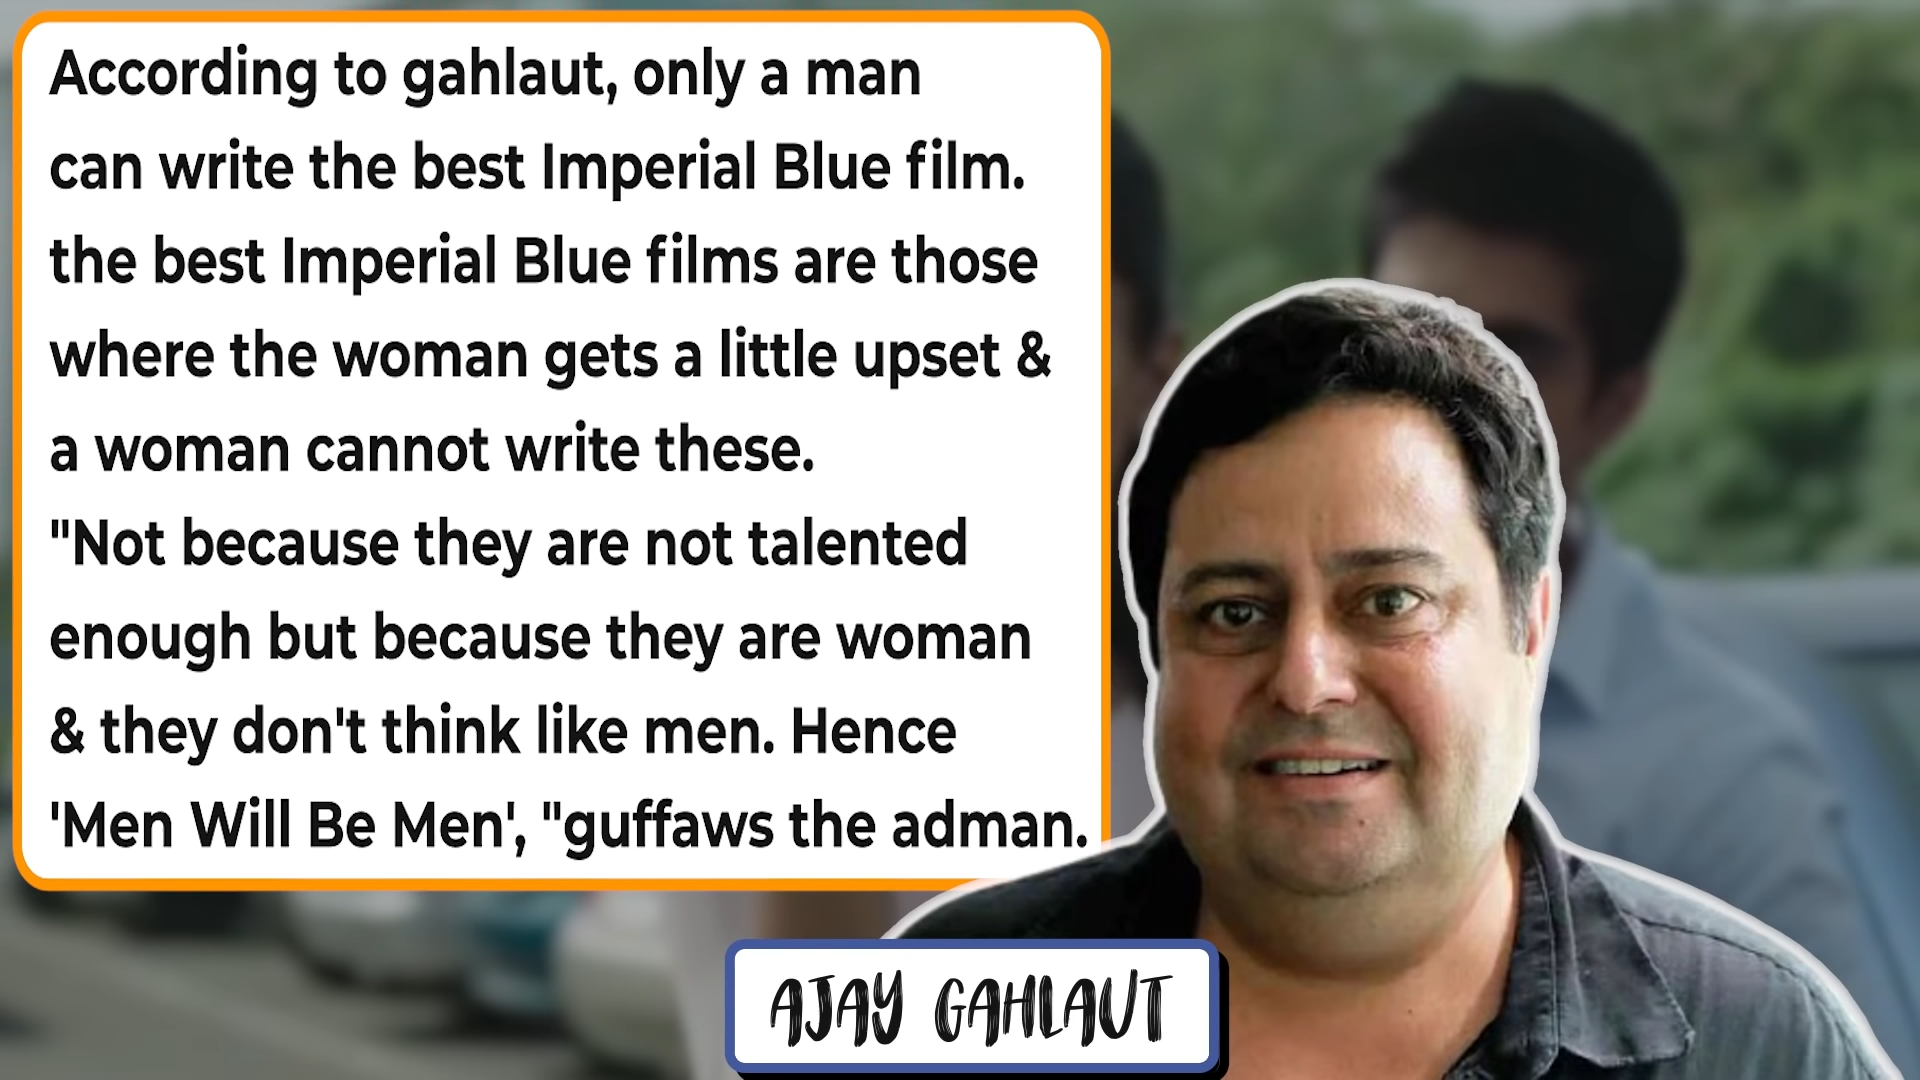 According to gahlaut, only a man
can write the best Imperial Blue film.
the best Imperial Blue films are those
where the woman gets a little upset &
a woman cannot write these.
"Not because they are not talented
enough but because they are woman
& they don't think like men. Hence
'Men Will Be Men', "guffaws the adman.
AJAY GAHLAUT